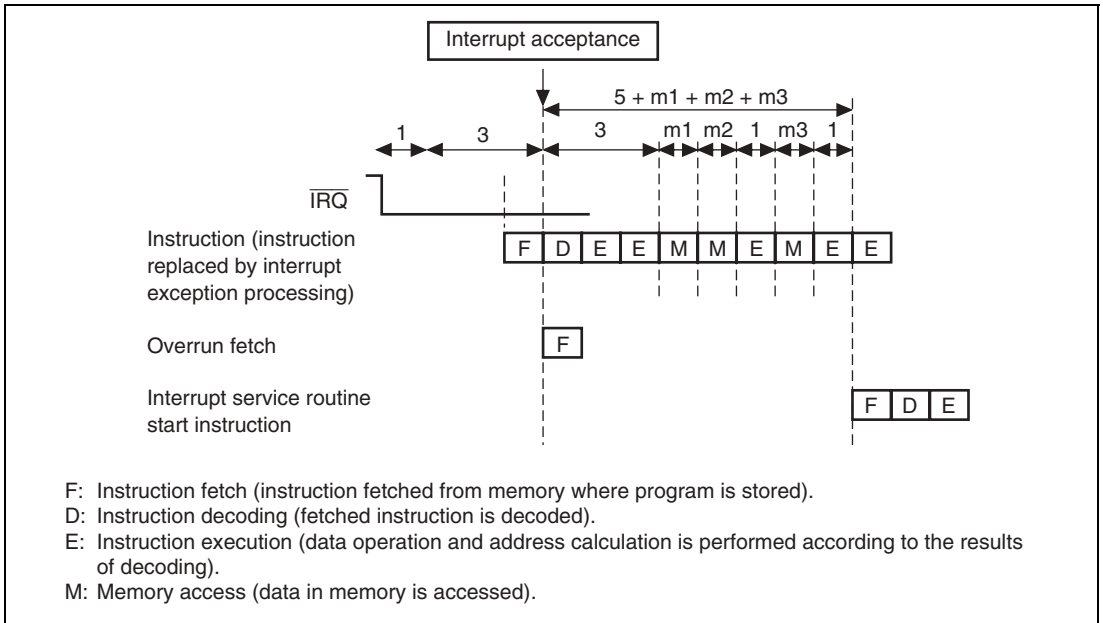 Interrupt acceptance
5 + m1 + m2 + m3
1 3 3 m1 m2 1 m3 1
IRQ
Instruction (instruction
replaced by interrupt
exception processing)
F D E E M M E M E E
Overrun fetch
F
Interrupt service routine
start instruction
F D E
F: Instruction fetch (instruction fetched from memory where program is stored).
D: Instruction decoding (fetched instruction is decoded).
E: Instruction execution (data operation and address calculation is performed according to the results
of decoding).
M: Memory access (data in memory is accessed).